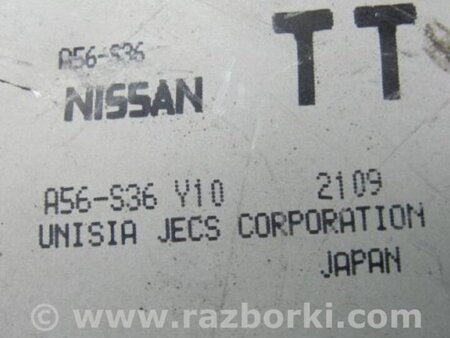 A56-S36
NISSAN TT
A56-S36 Y10 2109
UNISIA JECS CORPORATION
JAPAN
© www.razborki.com